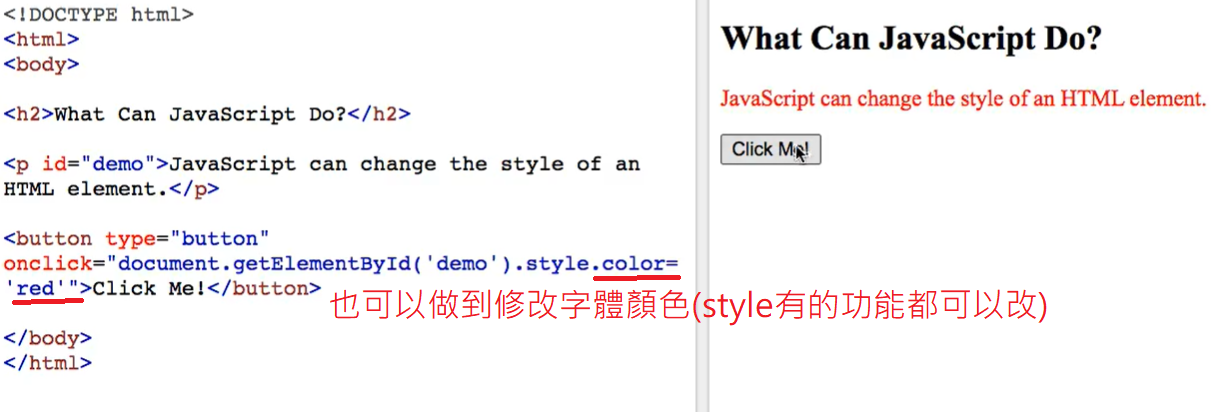 <!DOCTYPE html>
<html>
<body>
<h2>What Can JavaScript Do?</h2>
<p id="demo">JavaScript can change the style of an
HTML element.</p>
<button type="button"
onclick="document.getElementById('demo').style.color=
'red'">Click Me!</button>
也可以做到修改字體顏色(style有的功能都可以改)
</body>
</html>
What Can JavaScript Do?
JavaScript can change the style of an HTML element.
Click Me!